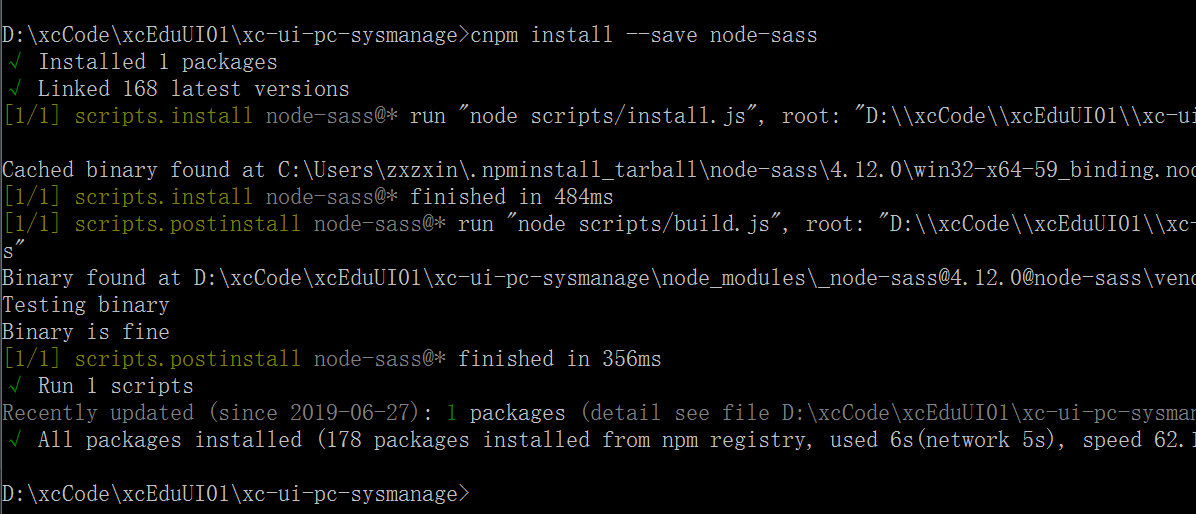 D:\xcCode\xcEduUI01\xc-ui-pc-sysmanage>cnpm install --save node-sass
√ Installed 1 packages
√ Linked 168 latest versions
[1/1] scripts.install node-sass@* run "node scripts/install.js", root: "D:\\xcCode\\xcEduUI01\\xc-ui
Cached binary found at C:\Users\zxzxin\.npminstall_tarball\node-sass\4.12.0\win32-x64-59_binding.nod
[1/1] scripts.install node-sass@* finished in 484ms
[1/1] scripts.postinstall node-sass@* run "node scripts/build.js", root: "D:\\xcCode\\xcEduUI01\\xc-
s"
Binary found at D:\xcCode\xcEduUI01\xc-ui-pc-sysmanage\node_modules\_node-sass@4.12.0@node-sass\vend
Testing binary
Binary is fine
[1/1] scripts.postinstall node-sass@* finished in 356ms
√ Run 1 scripts
Recently updated (since 2019-06-27): 1 packages (detail see file D:\xcCode\xcEduUI01\xc-ui-pc-sysman
√ All packages installed (178 packages installed from npm registry, used 6s(network 5s), speed 62.1
D:\xcCode\xcEduUI01\xc-ui-pc-sysmanage>